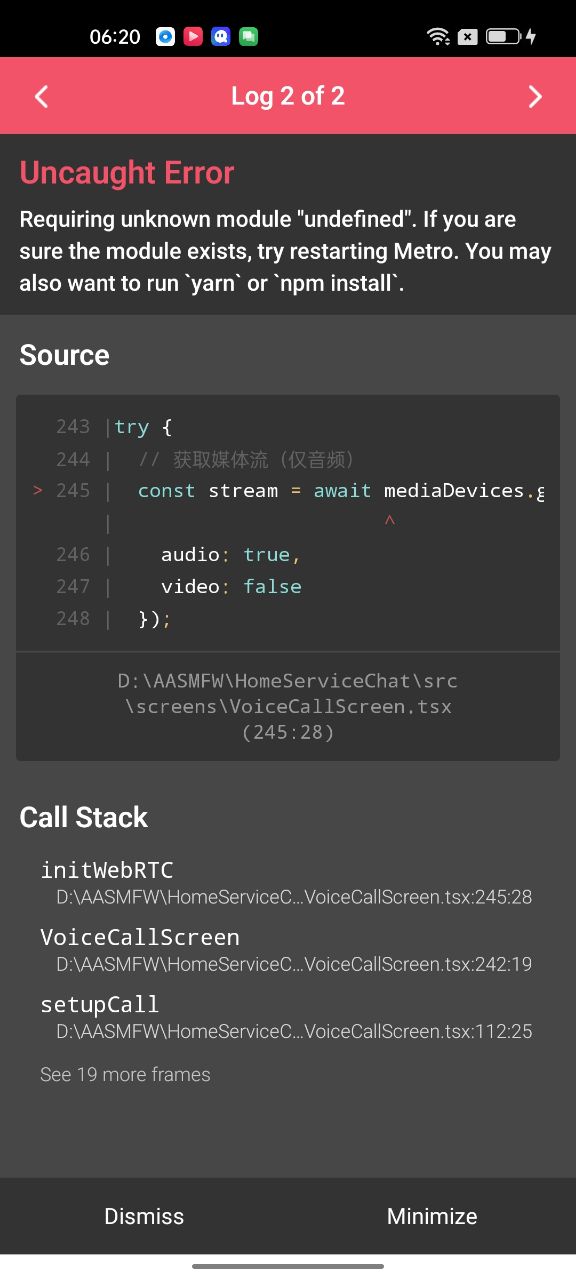 06:20
Log 2 of 2
Uncaught Error
Requiring unknown module "undefined". If you are
sure the module exists, try restarting Metro. You may
also want to run `yarn` or `npm install`.
Source
243 |try {
244 |  // 获取媒体流（仅音频）
> 245 |  const stream = await mediaDevices.g
|                        ^
246 |    audio: true,
247 |    video: false
248 |  });
D:\AASMFW\HomeServiceChat\src
\screens\VoiceCallScreen.tsx
(245:28)
Call Stack
initWebRTC
D:\AASMFW\HomeServiceC...VoiceCallScreen.tsx:245:28
VoiceCallScreen
D:\AASMFW\HomeServiceC...VoiceCallScreen.tsx:242:19
setupCall
D:\AASMFW\HomeServiceC...VoiceCallScreen.tsx:112:25
See 19 more frames
Dismiss
Minimize